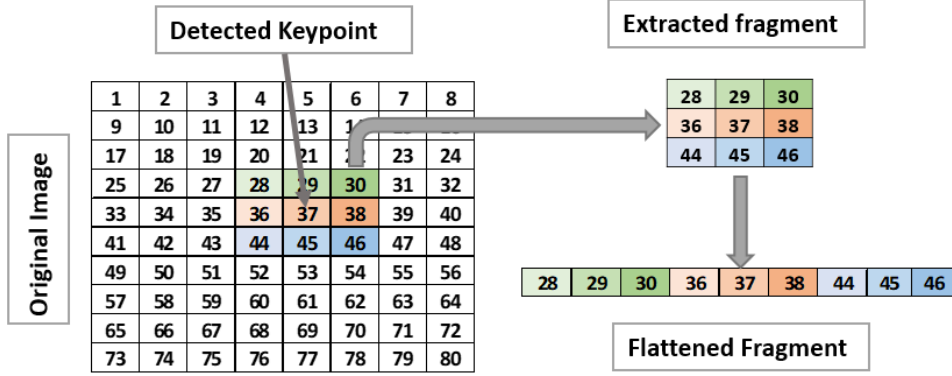 Detected Keypoint
Extracted fragment
Original Image
1 2 3 4 5 6 7 8
9 10 11 12 13 14
17 18 19 20 21 22 23 24
25 26 27 28 29 30 31 32
33 34 35 36 37 38 39 40
41 42 43 44 45 46 47 48
49 50 51 52 53 54 55 56
57 58 59 60 61 62 63 64
65 66 67 68 69 70 71 72
73 74 75 76 77 78 79 80
28 29 30
36 37 38
44 45 46
28 29 30 36 37 38 44 45 46
Flattened Fragment